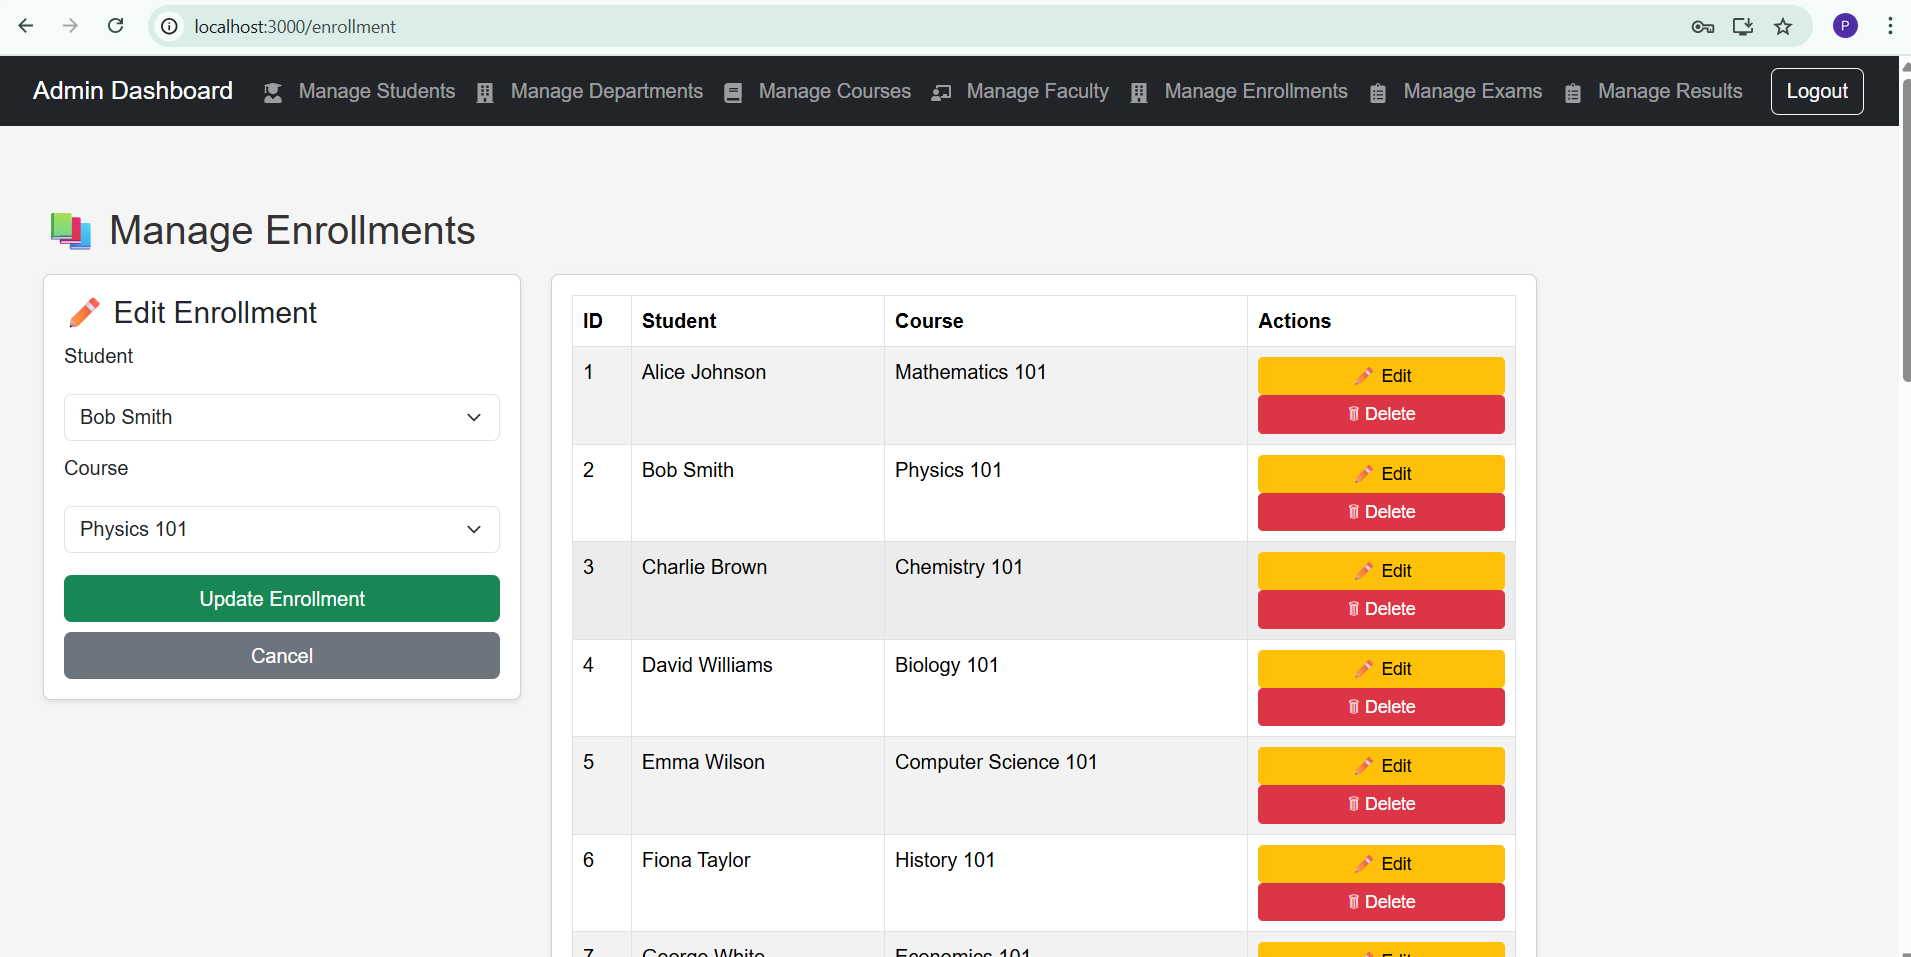 localhost:3000/enrollment
P
Admin Dashboard Manage Students Manage Departments Manage Courses Manage Faculty Manage Enrollments Manage Exams Manage Results Logout
Manage Enrollments
Edit Enrollment
Student
Bob Smith
Course
Physics 101
Update Enrollment
Cancel
ID Student Course Actions
1 Alice Johnson Mathematics 101 Edit
Delete
2 Bob Smith Physics 101 Edit
Delete
3 Charlie Brown Chemistry 101 Edit
Delete
4 David Williams Biology 101 Edit
Delete
5 Emma Wilson Computer Science 101 Edit
Delete
6 Fiona Taylor History 101 Edit
Delete
7 George White Economics 101 Edit